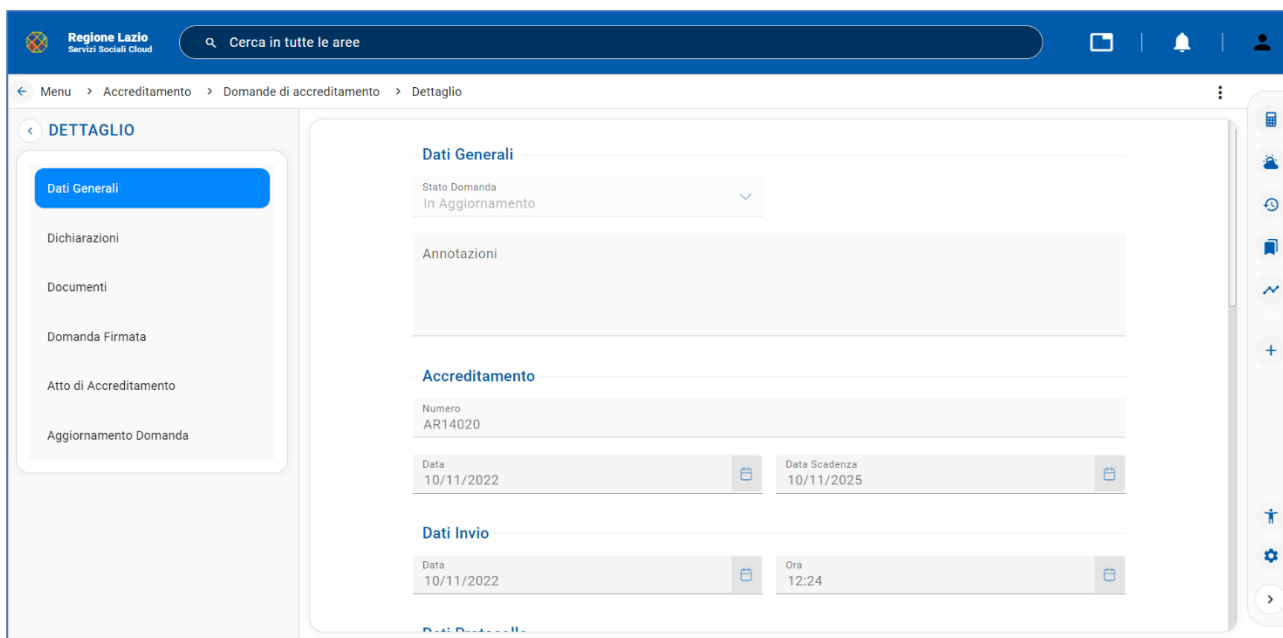 Regione Lazio
Servizi Sociali Cloud
Cerca in tutte le aree
Menu > Accreditamento > Domande di accreditamento > Dettaglio
DETTAGLIO
Dati Generali
Dichiarazioni
Documenti
Domanda Firmata
Atto di Accreditamento
Aggiornamento Domanda
Dati Generali
Stato Domanda
In Aggiornamento
Annotazioni
Accreditamento
Numero
AR14020
Data
10/11/2022
Data Scadenza
10/11/2025
Dati Invio
Data
10/11/2022
Ora
12:24
Dati Protocollo